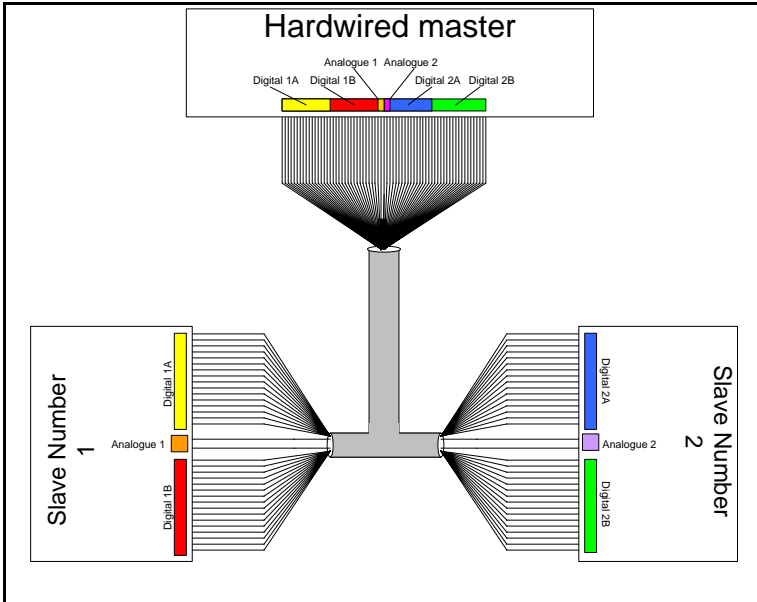 Hardwired master
Analogue 1 Analogue 2
Digital 1A Digital 1B Digital 2A Digital 2B
Slave Number
1
Digital 1A
Analogue 1
Digital 1B
Digital 2A
Analogue 2
Digital 2B
Slave Number
2